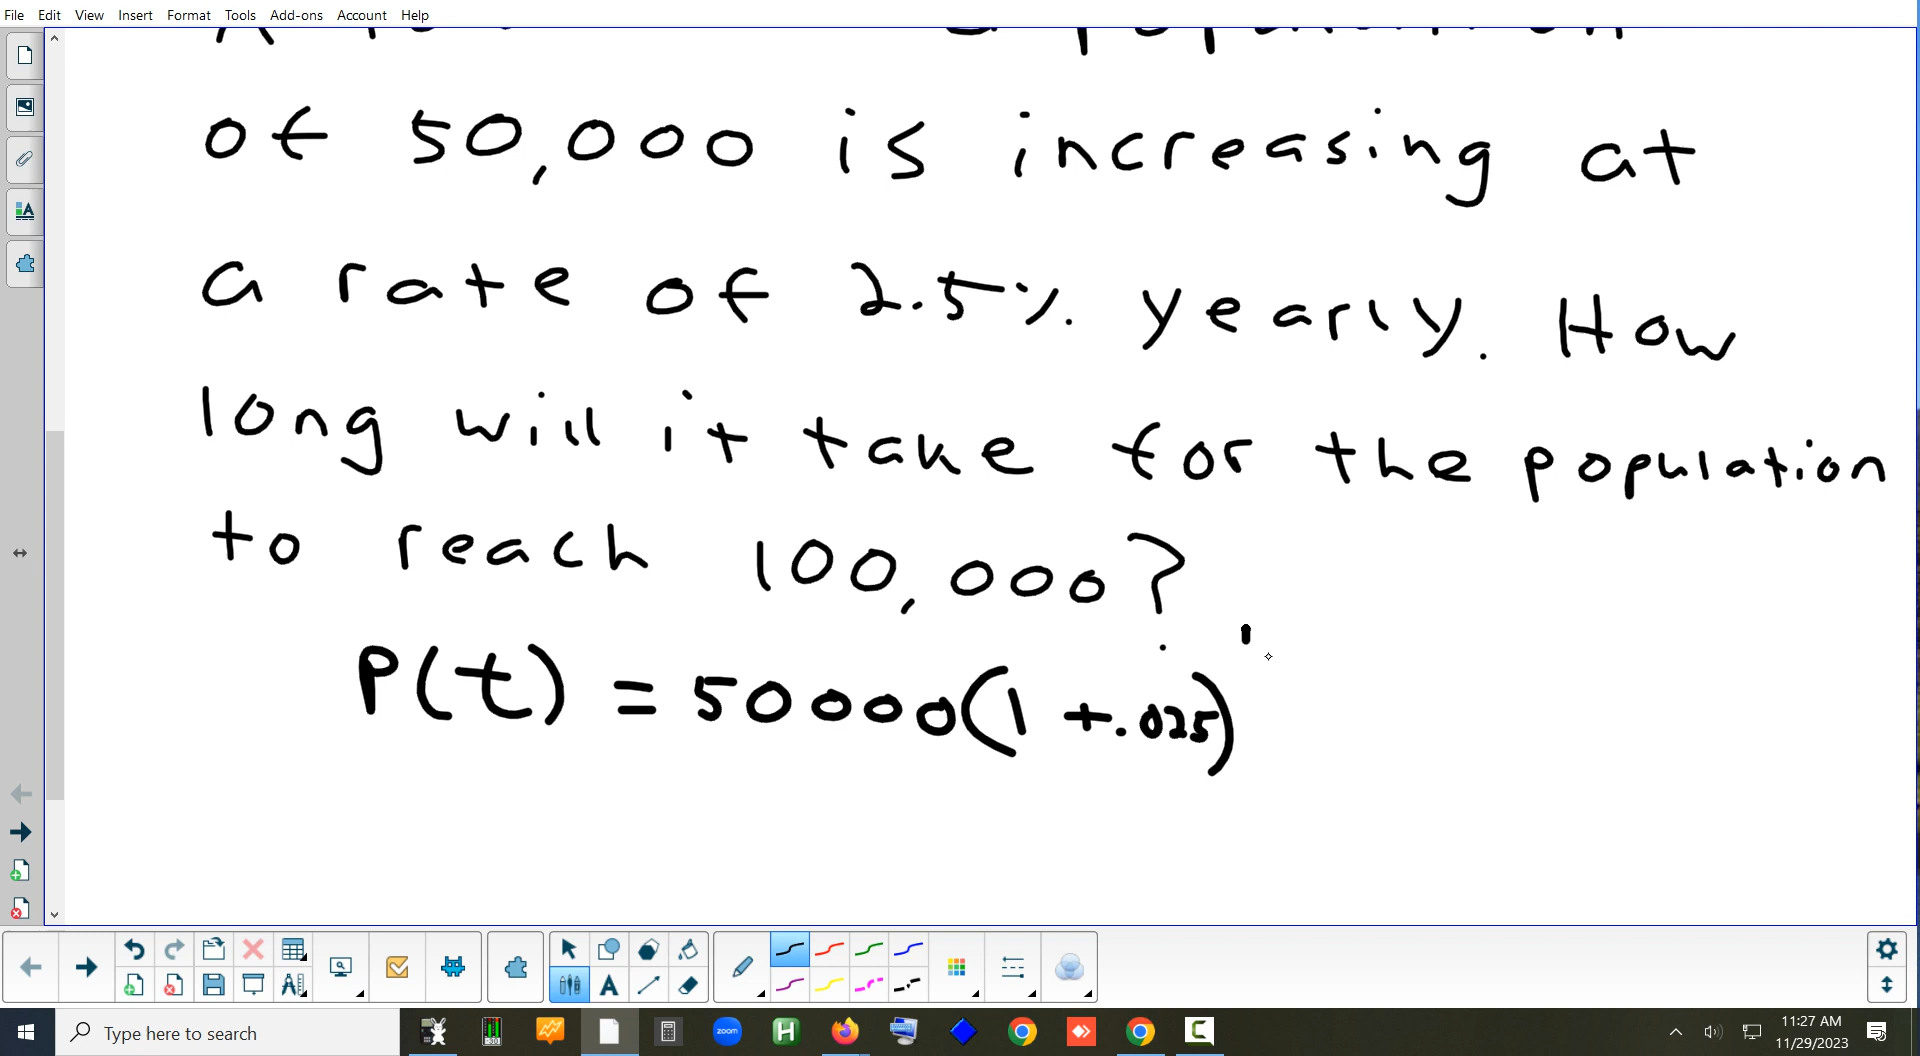 File Edit View Insert Format Tools Add-ons Account Help
population
of 50,000 is increasing at
a rate of 2.5% yearly. How
long will it take for the population
to reach 100,000?
P(t) = 50000(1 +.025)
A
Type here to search
zoom
H
C
11:27 AM
11/29/2023